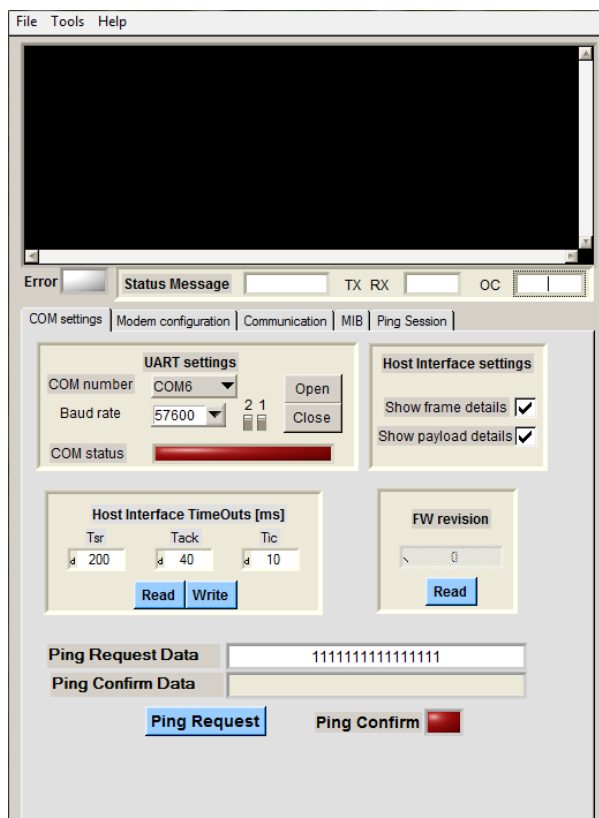 File Tools Help
Error Status Message TX RX OC
COM settings Modem configuration Communication MIB Ping Session
UART settings
COM number COM6 Open
Baud rate 57600 2 1 Close
COM status
Host Interface settings
Show frame details
Show payload details
Host Interface TimeOuts [ms]
Tsr Tack Tic
d 200 d 40 d 10
Read Write
FW revision
0
Read
Ping Request Data 1111111111111111
Ping Confirm Data
Ping Request Ping Confirm